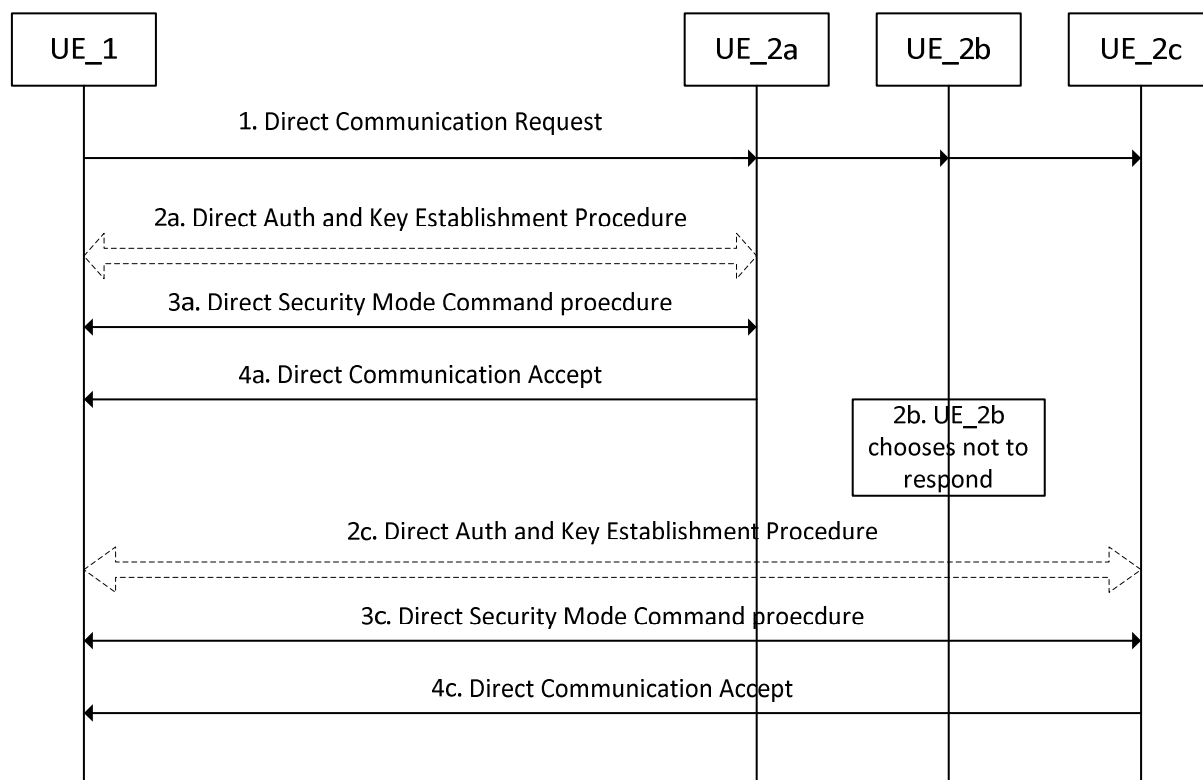 UE_1
UE_2a
UE_2b
UE_2c
1. Direct Communication Request
2a. Direct Auth and Key Establishment Procedure
3a. Direct Security Mode Command proecdure
4a. Direct Communication Accept
2b. UE_2b
chooses not to
respond
2c. Direct Auth and Key Establishment Procedure
3c. Direct Security Mode Command proecdure
4c. Direct Communication Accept